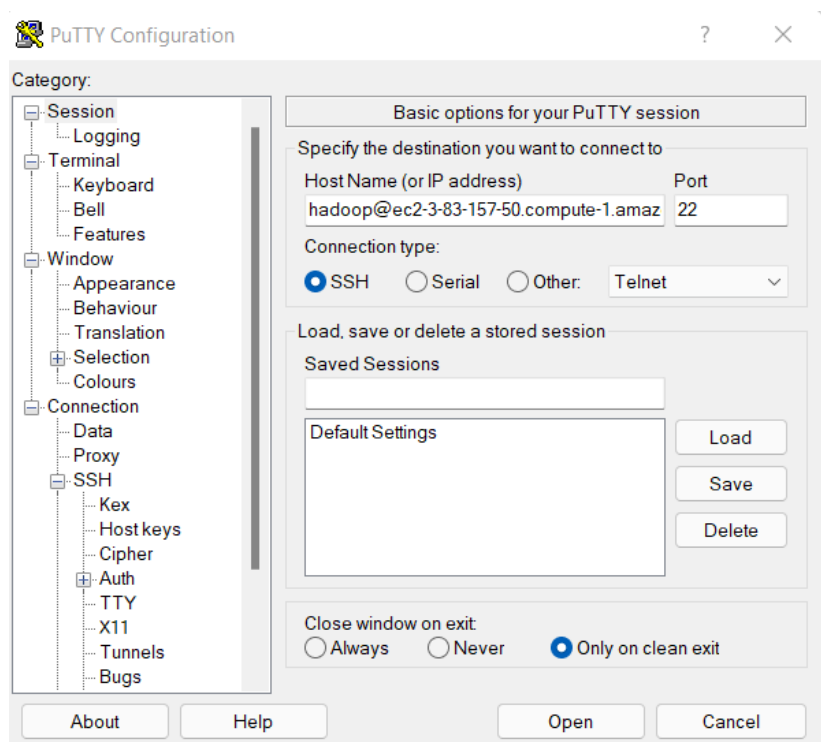 PuTTY Configuration
?
Category:
Session
Logging
Terminal
Keyboard
Bell
Features
Window
Appearance
Behaviour
Translation
Selection
Colours
Connection
Data
Proxy
SSH
Kex
Host keys
Cipher
Auth
TTY
X11
Tunnels
Bugs
Basic options for your PuTTY session
Specify the destination you want to connect to
Host Name (or IP address) Port
hadoop@ec2-3-83-157-50.compute-1.amaz 22
Connection type:
SSH Serial Other: Telnet
Load, save or delete a stored session
Saved Sessions
Default Settings
Load
Save
Delete
Close window on exit:
Always Never Only on clean exit
About Help Open Cancel